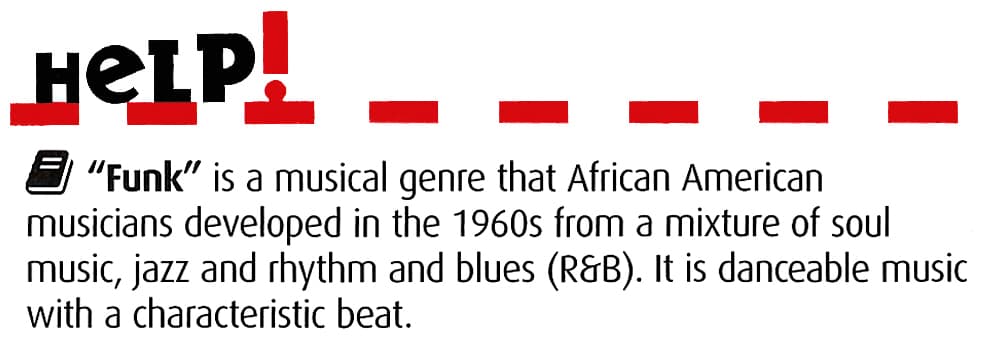 HeLP!
“Funk” is a musical genre that African American
musicians developed in the 1960s from a mixture of soul
music, jazz and rhythm and blues (R&B). It is danceable music
with a characteristic beat.